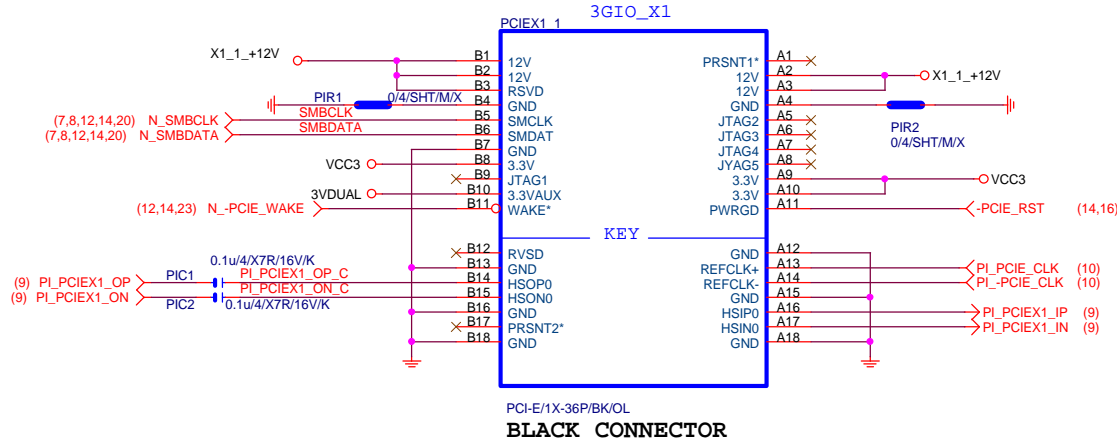 3GIO_X1
PCIEX1_1
X1_1_+12V
B1 12V PRSNT1* A1
B2 12V 12V A2 X1_1_+12V
B3 RSVD 12V A3
PIR1 0/4/SHT/M/X B4 GND GND A4
(7,8,12,14,20) N_SMBCLK SMBCLK B5 SMCLK JTAG2 A5 PIR2
(7,8,12,14,20) N_SMBDATA SMBDATA B6 SMDAT JTAG3 A6 0/4/SHT/M/X
B7 GND JTAG4 A7
VCC3 B8 3.3V JYAG5 A8
B9 JTAG1 3.3V A9 VCC3
3VDUAL B10 3.3VAUX 3.3V A10
(12,14,23) N_-PCIE_WAKE B11 WAKE* PWRGD A11 -PCIE_RST (14,16)
KEY
B12 RVSD GND A12
0.1u/4/X7R/16V/K B13 GND REFCLK+ A13 PI_PCIE_CLK (10)
(9) PI_PCIEX1_OP PIC1 PI_PCIEX1_OP_C B14 HSOP0 REFCLK- A14 PI_-PCIE_CLK (10)
(9) PI_PCIEX1_ON PIC2 PI_PCIEX1_ON_C B15 HSON0 GND A15
0.1u/4/X7R/16V/K B16 GND HSIP0 A16 PI_PCIEX1_IP (9)
B17 PRSNT2* HSIN0 A17 PI_PCIEX1_IN (9)
B18 GND GND A18
PCI-E/1X-36P/BK/OL
BLACK CONNECTOR